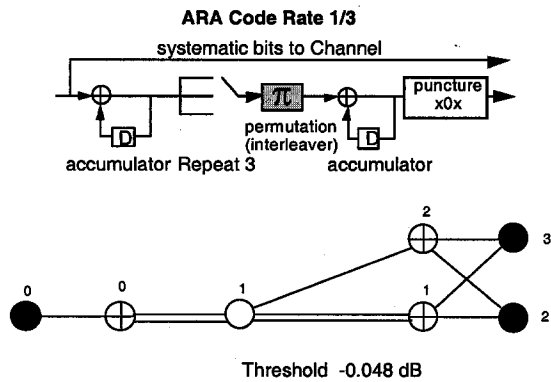 ARA Code Rate 1/3
systematic bits to Channel
π
puncture
x0x
D
D
permutation
(interleaver)
accumulator Repeat 3
accumulator
2
3
0
0
1
1
2
Threshold -0.048 dB